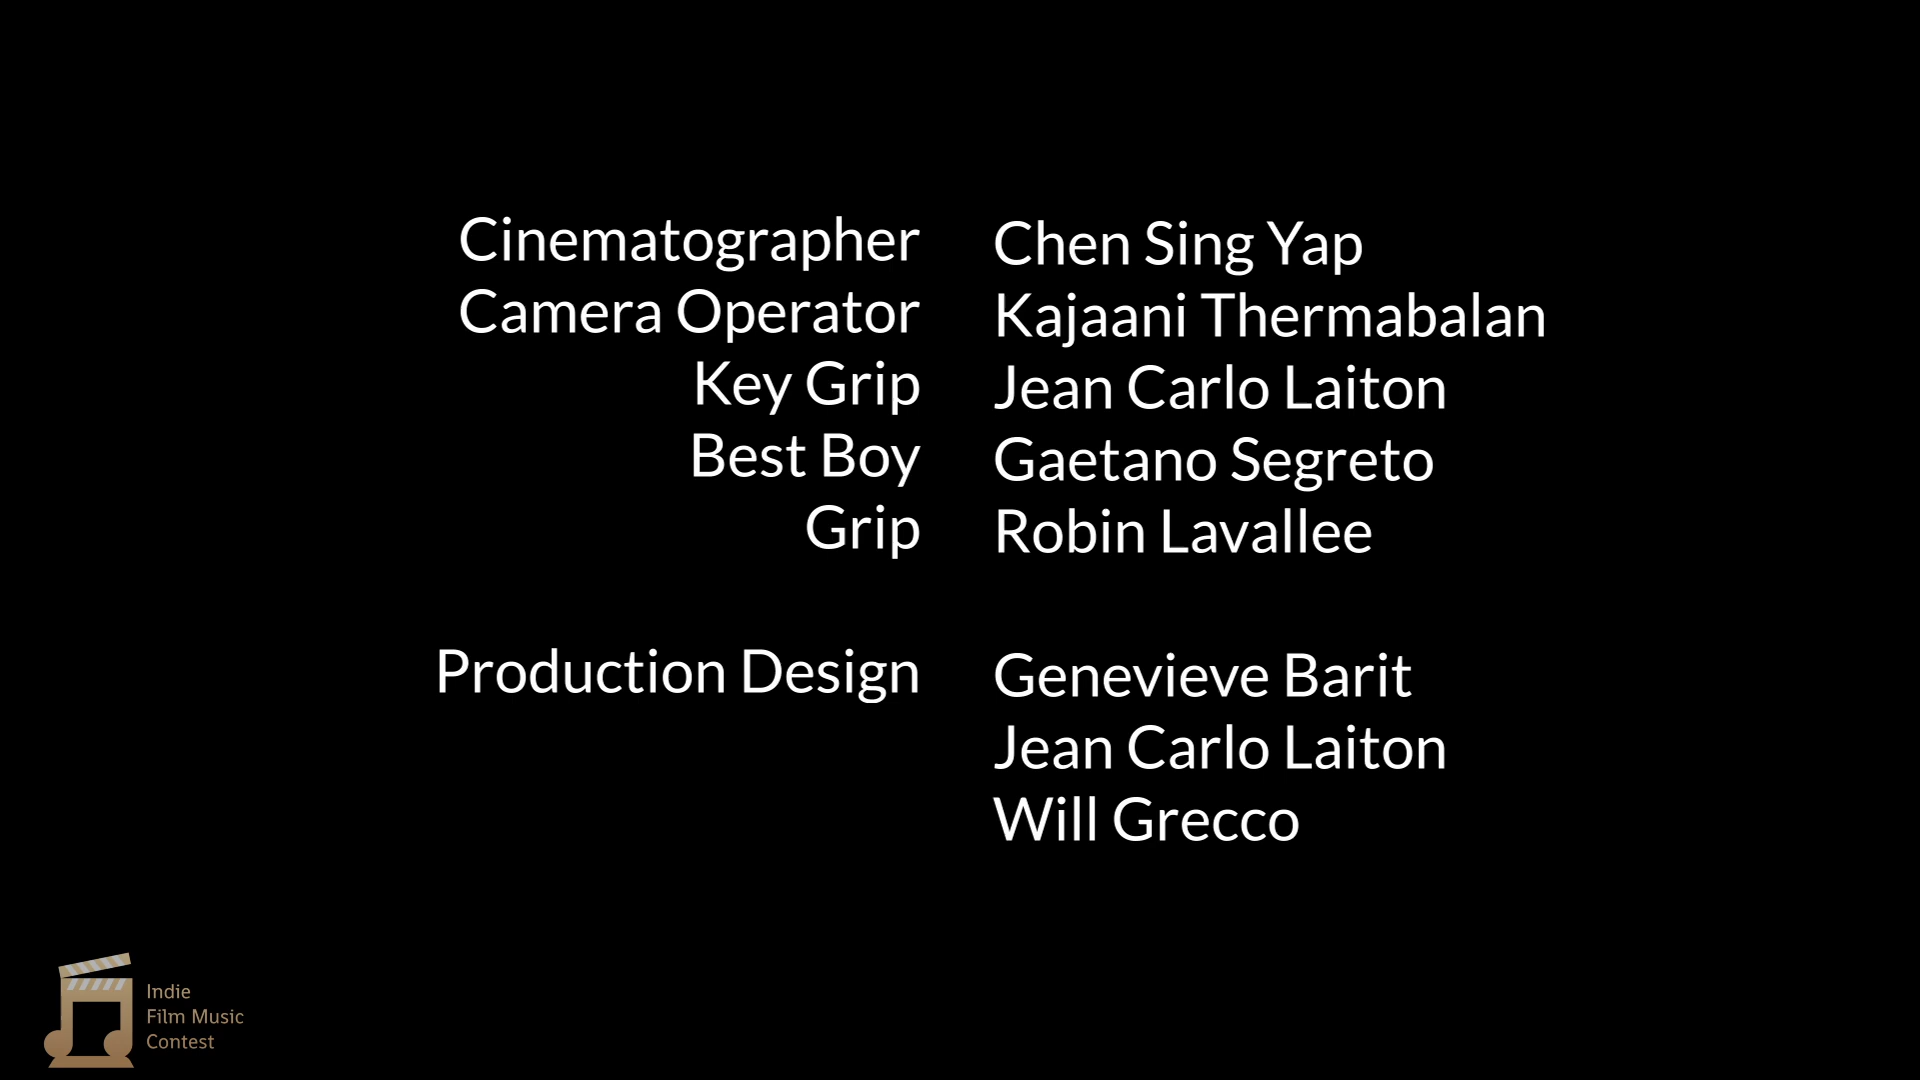 Cinematographer Chen Sing Yap
Camera Operator Kajaani Thermabalan
Key Grip Jean Carlo Laiton
Best Boy Gaetano Segreto
Grip Robin Lavallee
Production Design Genevieve Barit
Jean Carlo Laiton
Will Grecco
Indie
Film Music
Contest